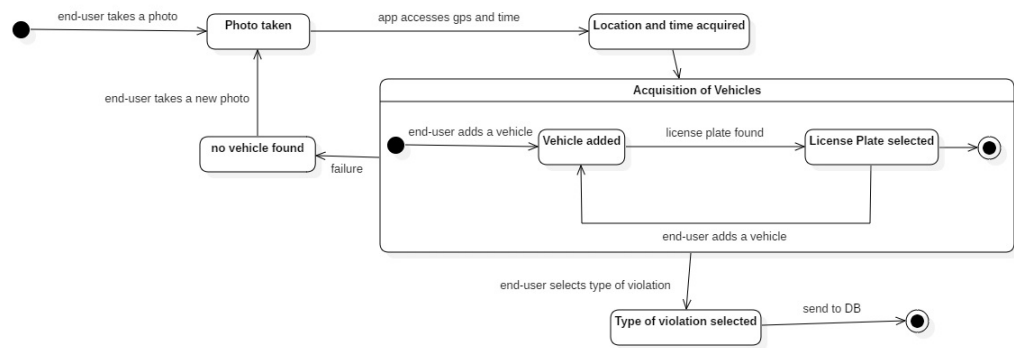 end-user takes a photo
Photo taken
app accesses gps and time
Location and time acquired
end-user takes a new photo
Acquisition of Vehicles
end-user adds a vehicle
Vehicle added
license plate found
License Plate selected
no vehicle found
failure
end-user adds a vehicle
end-user selects type of violation
Type of violation selected
send to DB